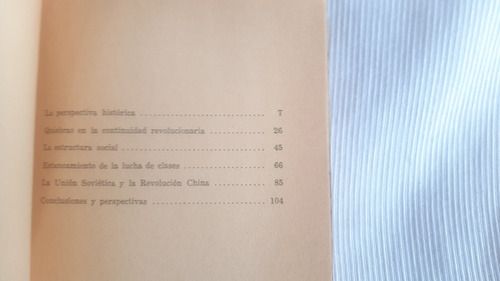 La perspectiva histórica ........................ 7
Quiebras en la continuidad revolucionaria ........... 26
La estructura social ............................ 45
Estancamiento de la lucha de clases ................ 66
La Unión Soviética y la Revolución China ........... 85
Conclusiones y perspectivas ...................... 104